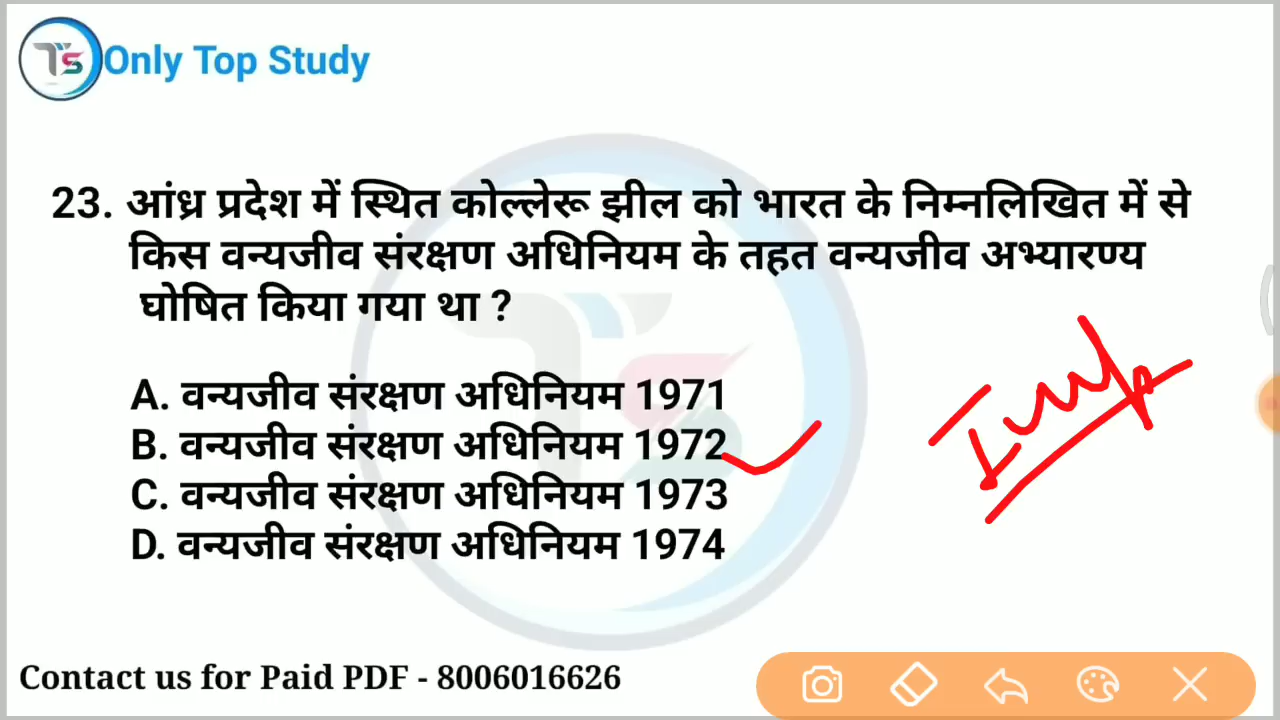 TS Only Top Study
23. आंध्र प्रदेश में स्थित कोल्लेरू झील को भारत के निम्नलिखित में से
किस वन्यजीव संरक्षण अधिनियम के तहत वन्यजीव अभ्यारण्य
घोषित किया गया था ?
A. वन्यजीव संरक्षण अधिनियम 1971
B. वन्यजीव संरक्षण अधिनियम 1972
C. वन्यजीव संरक्षण अधिनियम 1973
D. वन्यजीव संरक्षण अधिनियम 1974
Imp
Contact us for Paid PDF - 8006016626